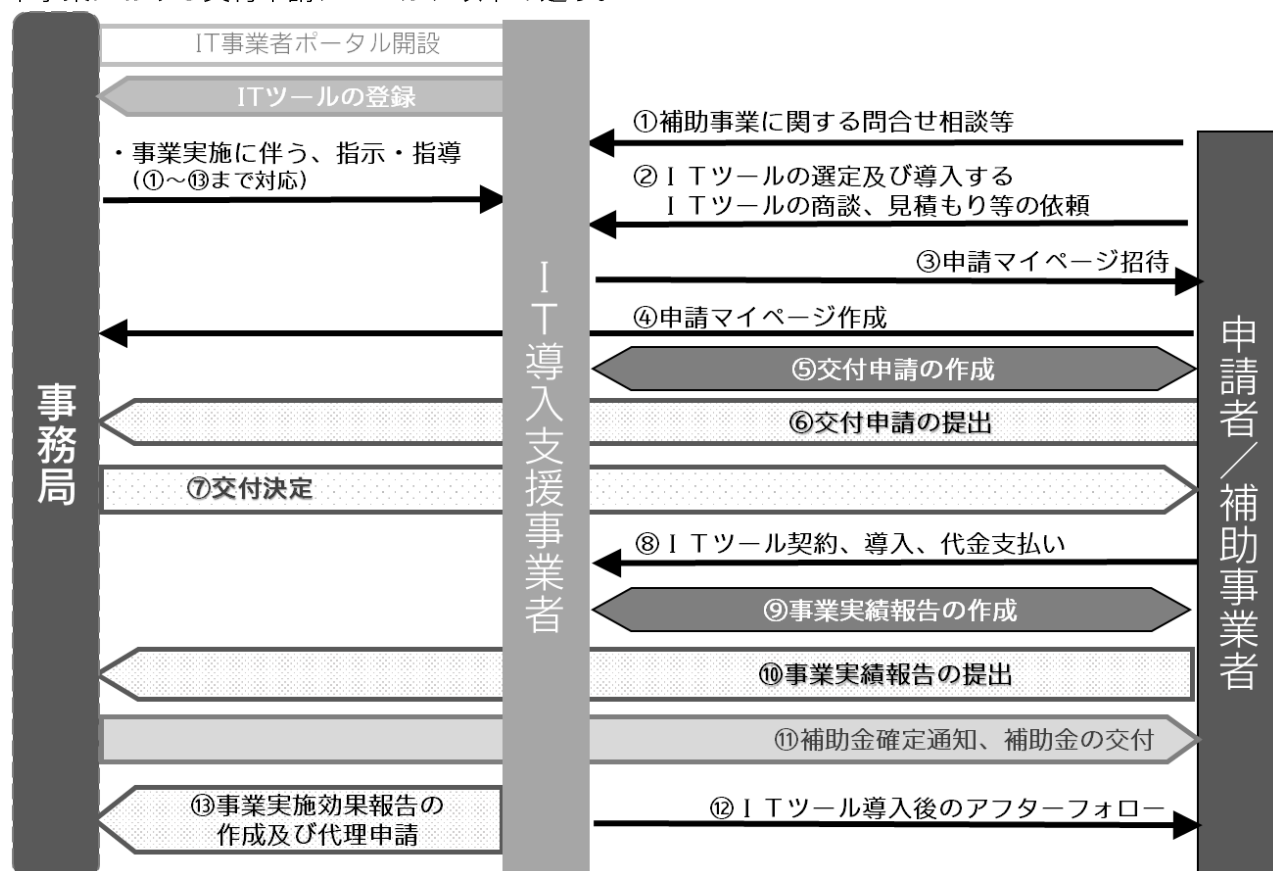 IT事業者ポータル開設
ITツールの登録
・事業実施に伴う、指示・指導
(①～⑬まで対応)
①補助事業に関する問合せ相談等
②ＩＴツールの選定及び導入する
ＩＴツールの商談、見積もり等の依頼
③申請マイページ招待
④申請マイページ作成
⑤交付申請の作成
⑥交付申請の提出
⑦交付決定
⑧ＩＴツール契約、導入、代金支払い
⑨事業実績報告の作成
⑩事業実績報告の提出
⑪補助金確定通知、補助金の交付
⑬事業実施効果報告の
作成及び代理申請
⑫ＩＴツール導入後のアフターフォロー
事務局
ＩＴ導入支援事業者
申請者／補助事業者